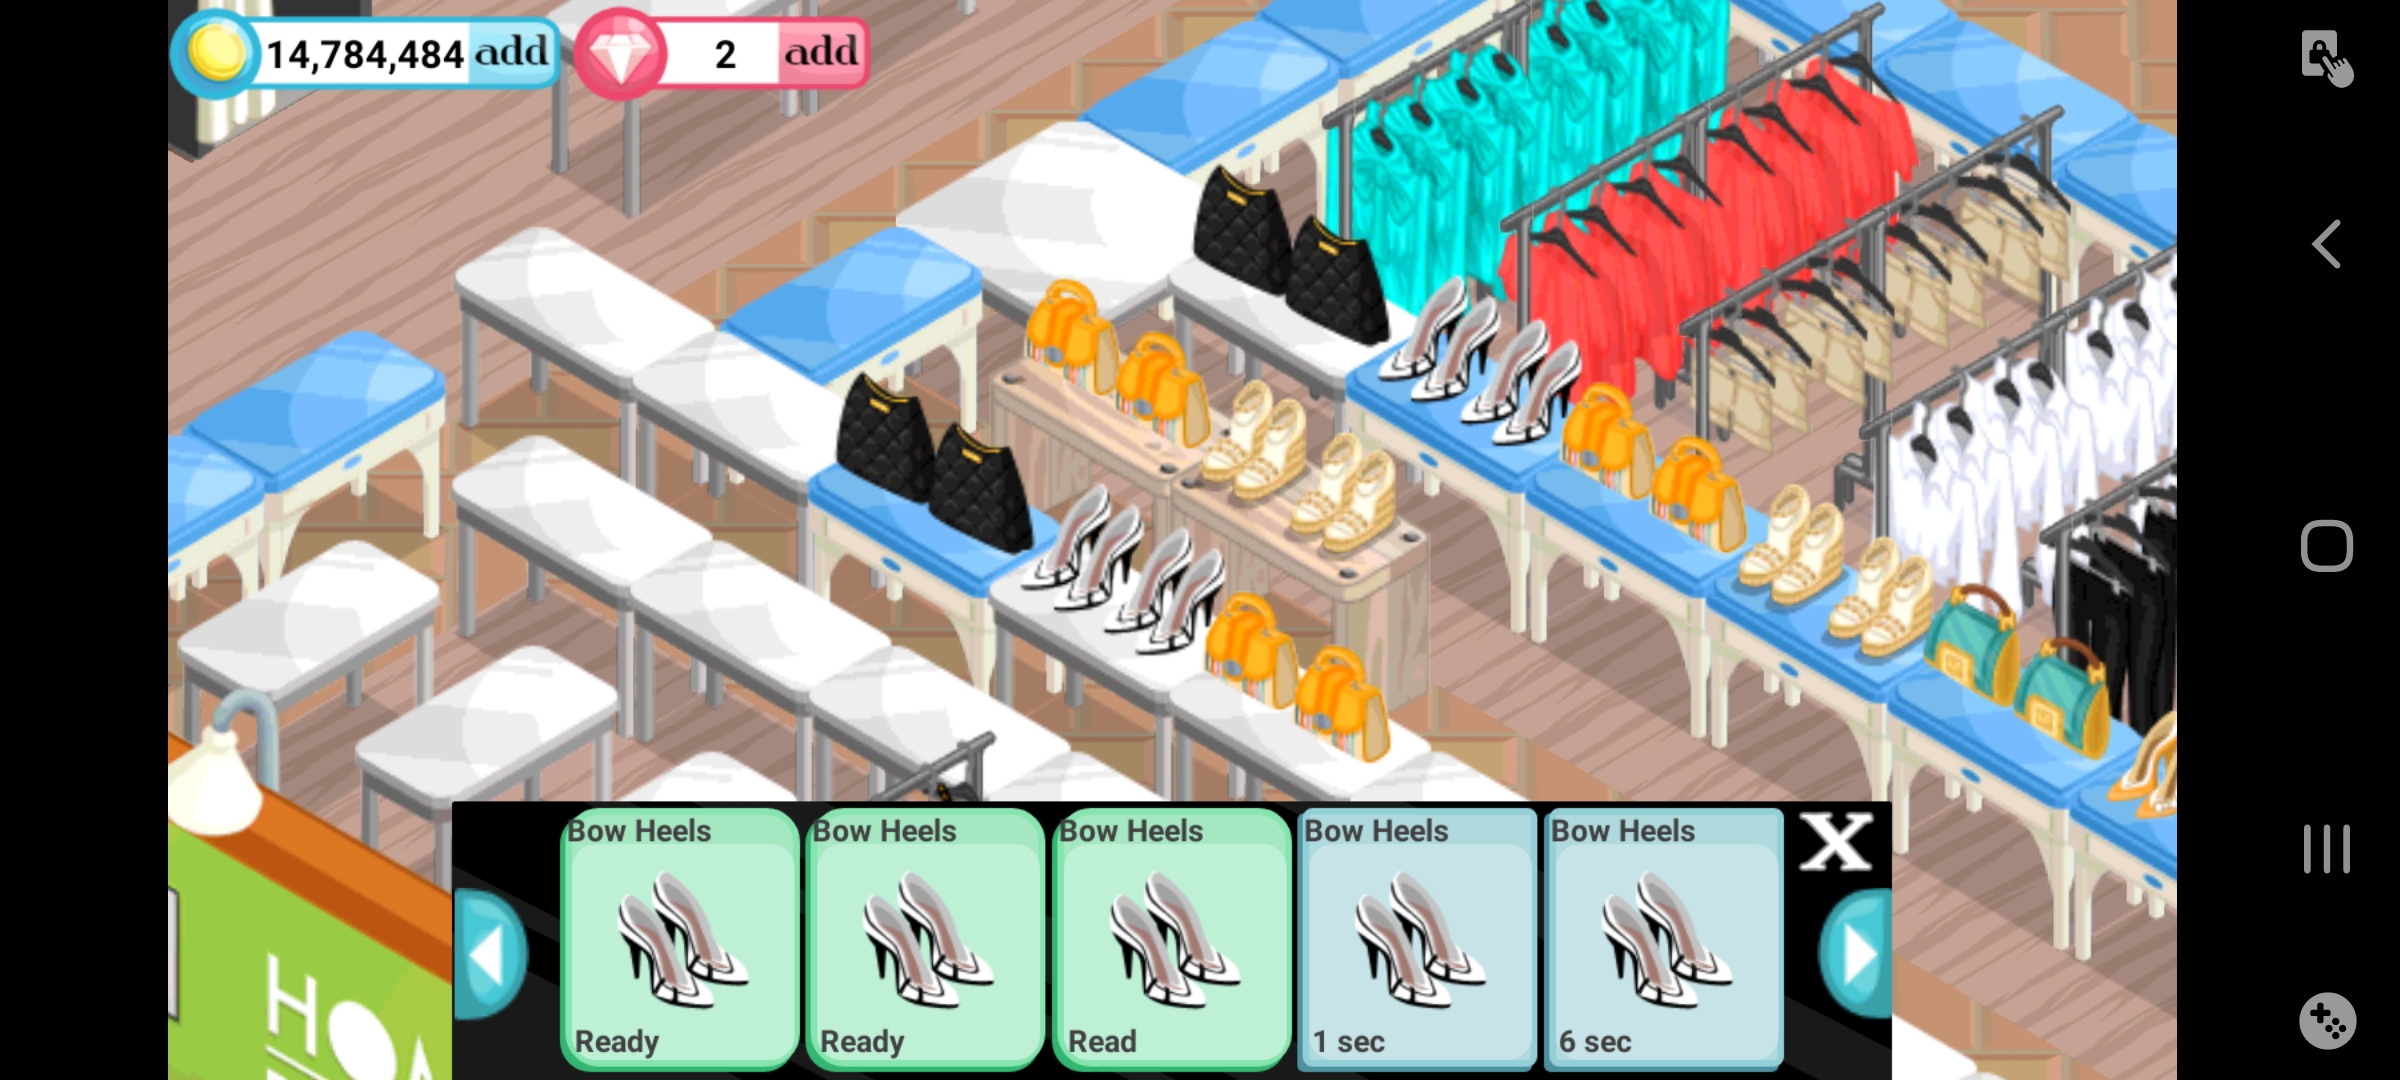 14,784,484 add
2 add
Bow Heels
Ready
Bow Heels
Ready
Bow Heels
Read
Bow Heels
1 sec
Bow Heels
6 sec
X